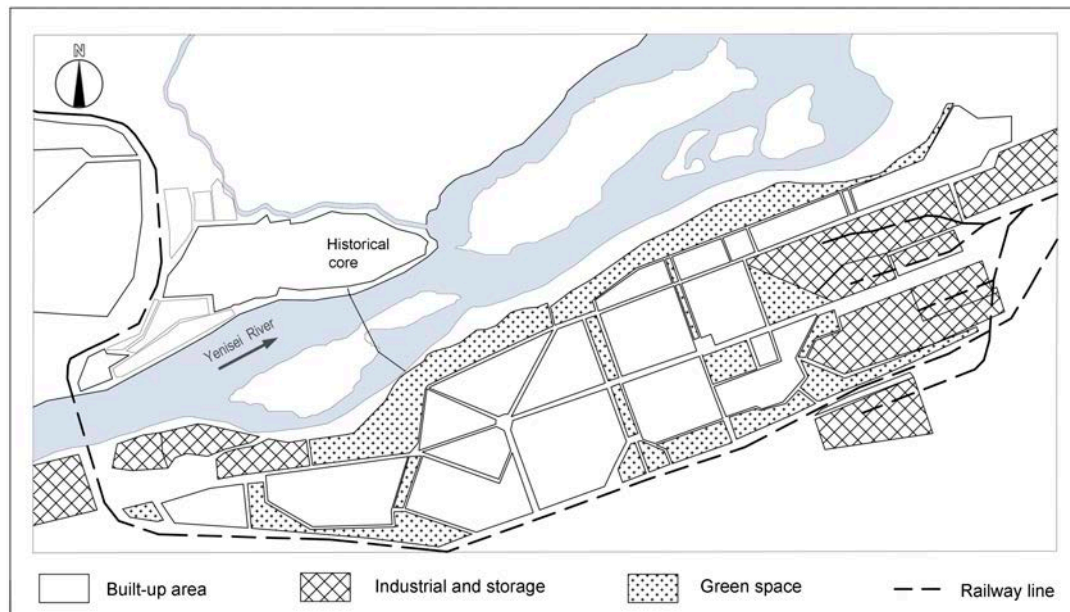 N
Historical
core
Yenisei River
Built-up area
Industrial and storage
Green space
Railway line